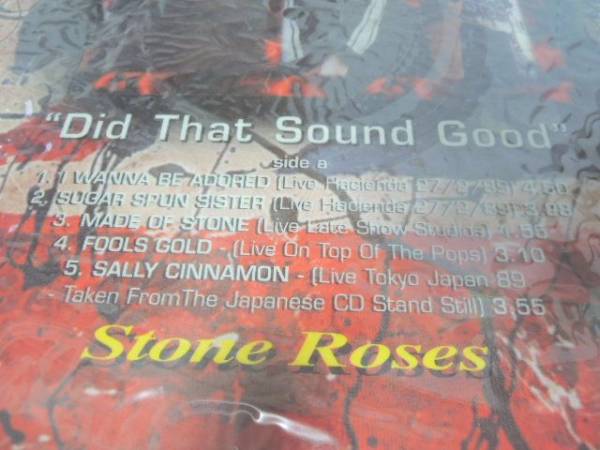 "Did That Sound Good"
side a
1. I WANNA BE ADORED (Live Hacienda 27/2/89) 4,50
2. SUGAR SPUN SISTER (Live Hacienda 27/2/89) 3,08
3. MADE OF STONE (Live Late Show Studios) 4.55
4. FOOLS GOLD - (Live On Top Of The Pops) 3.10
5. SALLY CINNAMON - (Live Tokyo Japan 89
- Taken FromThe Japanese CD Stand Still) 3,55
Stone Roses